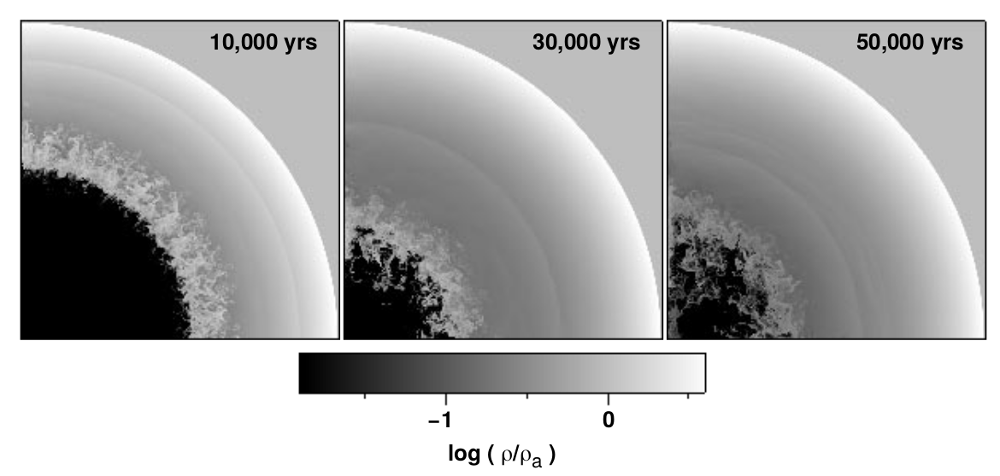 10,000 yrs 30,000 yrs 50,000 yrs
−1 0
log ( ρ/ρa )